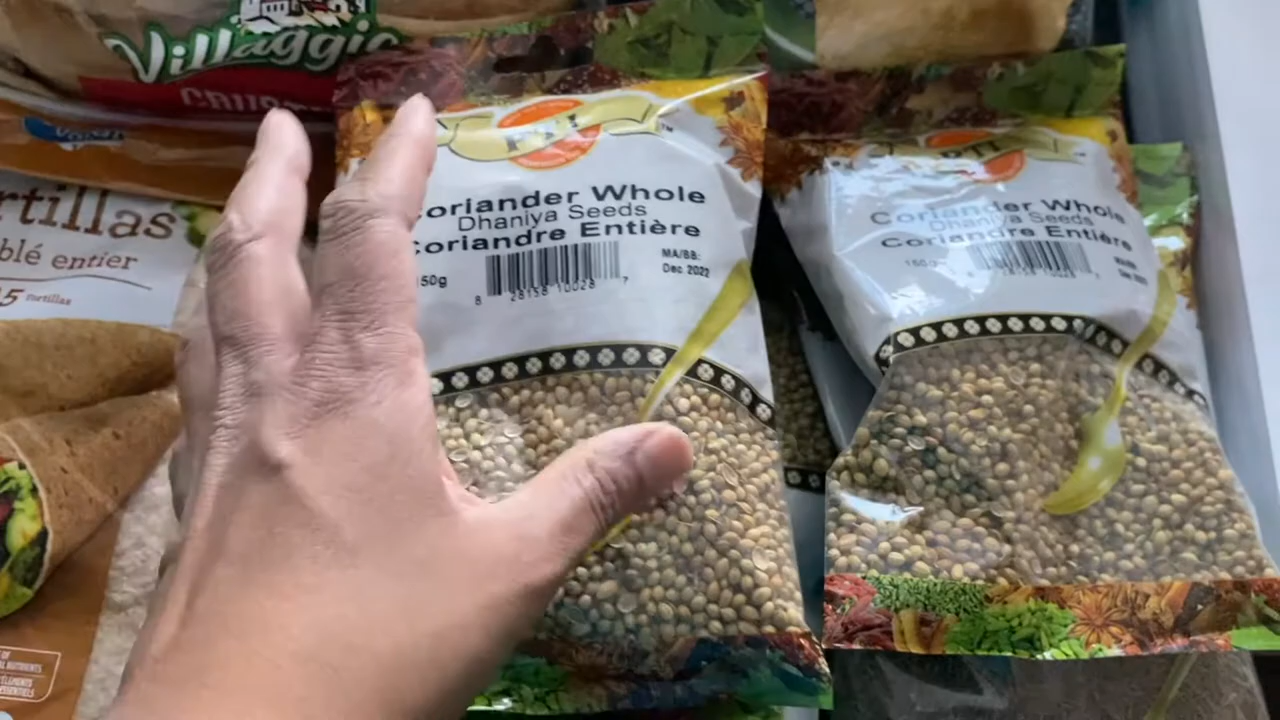 Villaggio
rtillas
blé entier
tortillas
oriander Whole
Dhaniya Seeds
Coriandre Entière
150g
8 28158 10028 7
MA/BB:
Dec 2022
Coriander Whole
Dhaniya Seeds
Coriandre Entière
150g